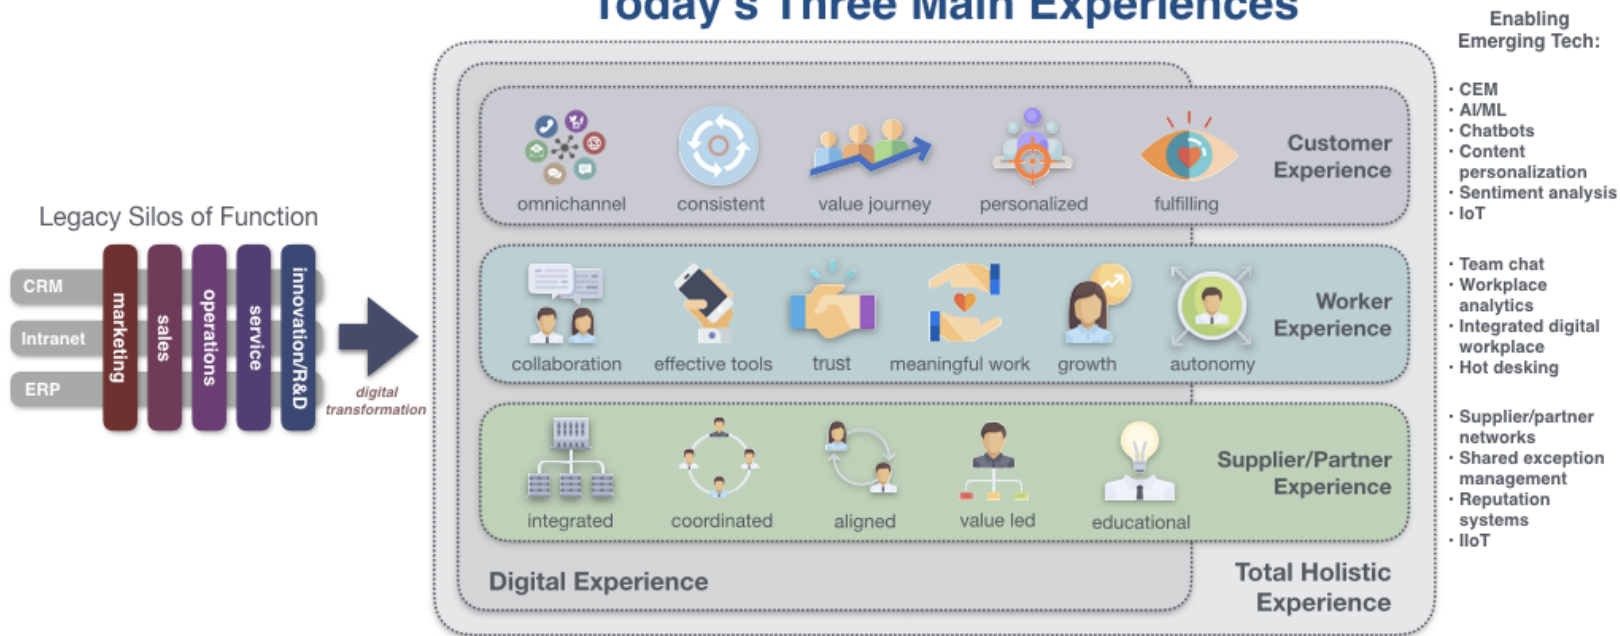 Today's Three Main Experiences
Enabling
Emerging Tech:
Legacy Silos of Function
CRM
Intranet
ERP
marketing
sales
operations
service
innovation/R&D
digital
transformation
omnichannel
consistent
value journey
personalized
fulfilling
Customer
Experience
collaboration
effective tools
trust
meaningful work
growth
autonomy
Worker
Experience
integrated
coordinated
aligned
value led
educational
Supplier/Partner
Experience
Digital Experience
Total Holistic
Experience
· CEM
· AI/ML
· Chatbots
· Content
personalization
· Sentiment analysis
· IoT
· Team chat
· Workplace
analytics
· Integrated digital
workplace
· Hot desking
· Supplier/partner
networks
· Shared exception
management
· Reputation
systems
· IIoT